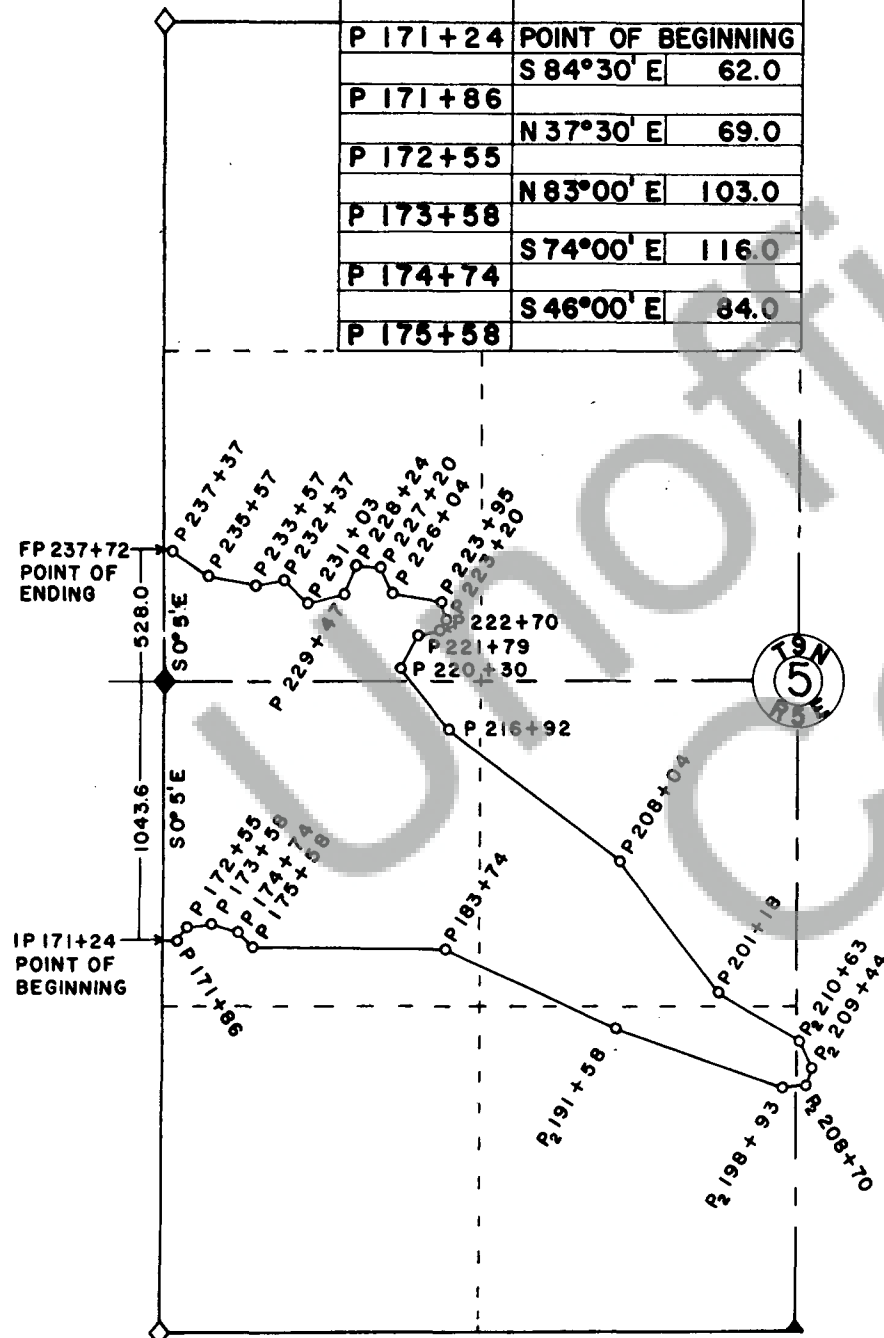 P 171+24 POINT OF BEGINNING
S 84°30' E 62.0
P 171+86
N 37°30' E 69.0
P 172+55
N 83°00' E 103.0
P 173+58
S 74°00' E 116.0
P 174+74
S 46°00' E 84.0
P 175+58
P 237+37
P 235+57
P 233+57
P 232+37
P 231+03
P 228+24
P 227+20
P 226+04
P 223+95
P 223+20
FP 237+72
POINT OF
ENDING
528.0
S 0° 5' E
P 229+47
P 222+70
P 221+79
P 220+30
T 9 N
5
R 5
P 216+92
1043.6
S 0° 5' E
P 208+04
P 172+55
P 173+58
P 174+74
P 175+58
P 183+74
P 201+18
IP 171+24
POINT OF
BEGINNING
P 171+86
P₂ 210+63
P₂ 209+44
P₂ 191+58
P₂ 198+93
P₂ 208+70
Unoffi
C